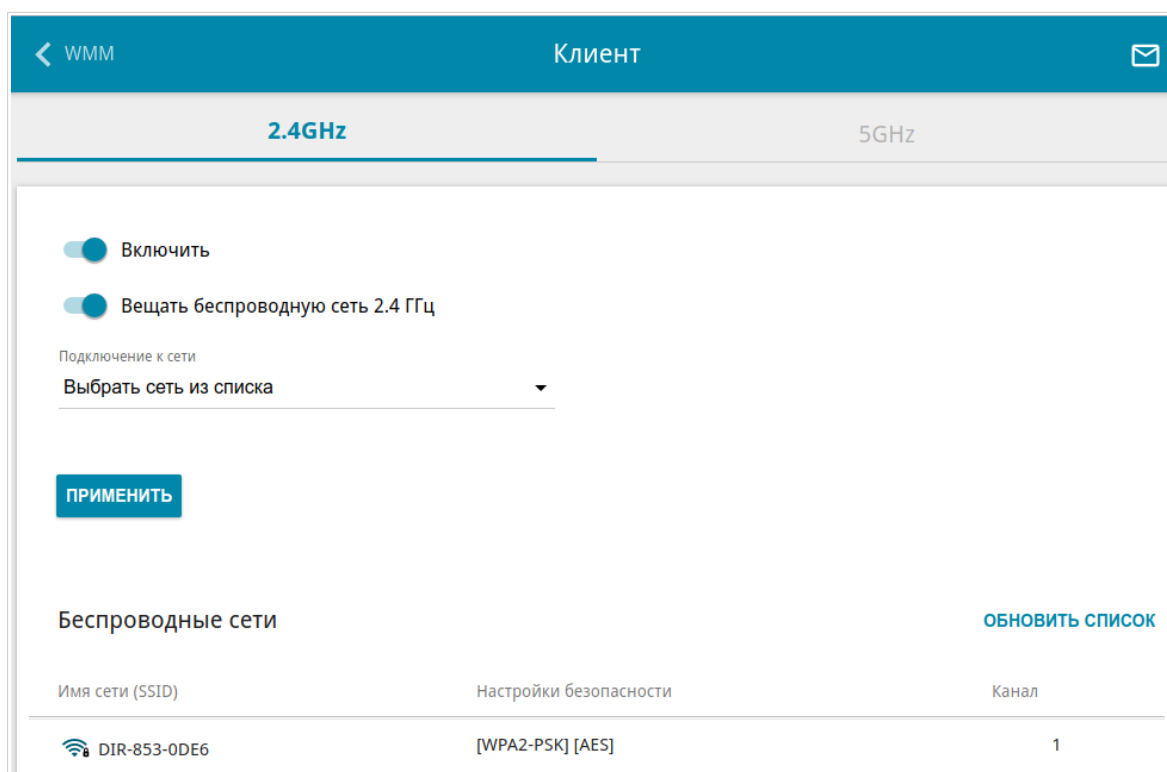 WMM Клиент
2.4GHz 5GHz
Включить
Вещать беспроводную сеть 2.4 ГГц
Подключение к сети
Выбрать сеть из списка
ПРИМЕНИТЬ
Беспроводные сети ОБНОВИТЬ СПИСОК
Имя сети (SSID) Настройки безопасности Канал
DIR-853-0DE6 [WPA2-PSK] [AES] 1